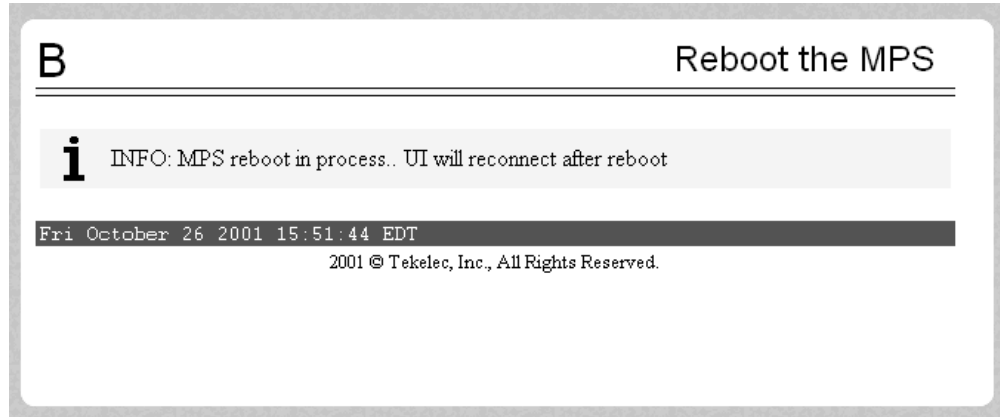 B
Reboot the MPS
i
INFO: MPS reboot in process.. UI will reconnect after reboot
Fri October 26 2001 15:51:44 EDT
2001 © Tekelec, Inc., All Rights Reserved.